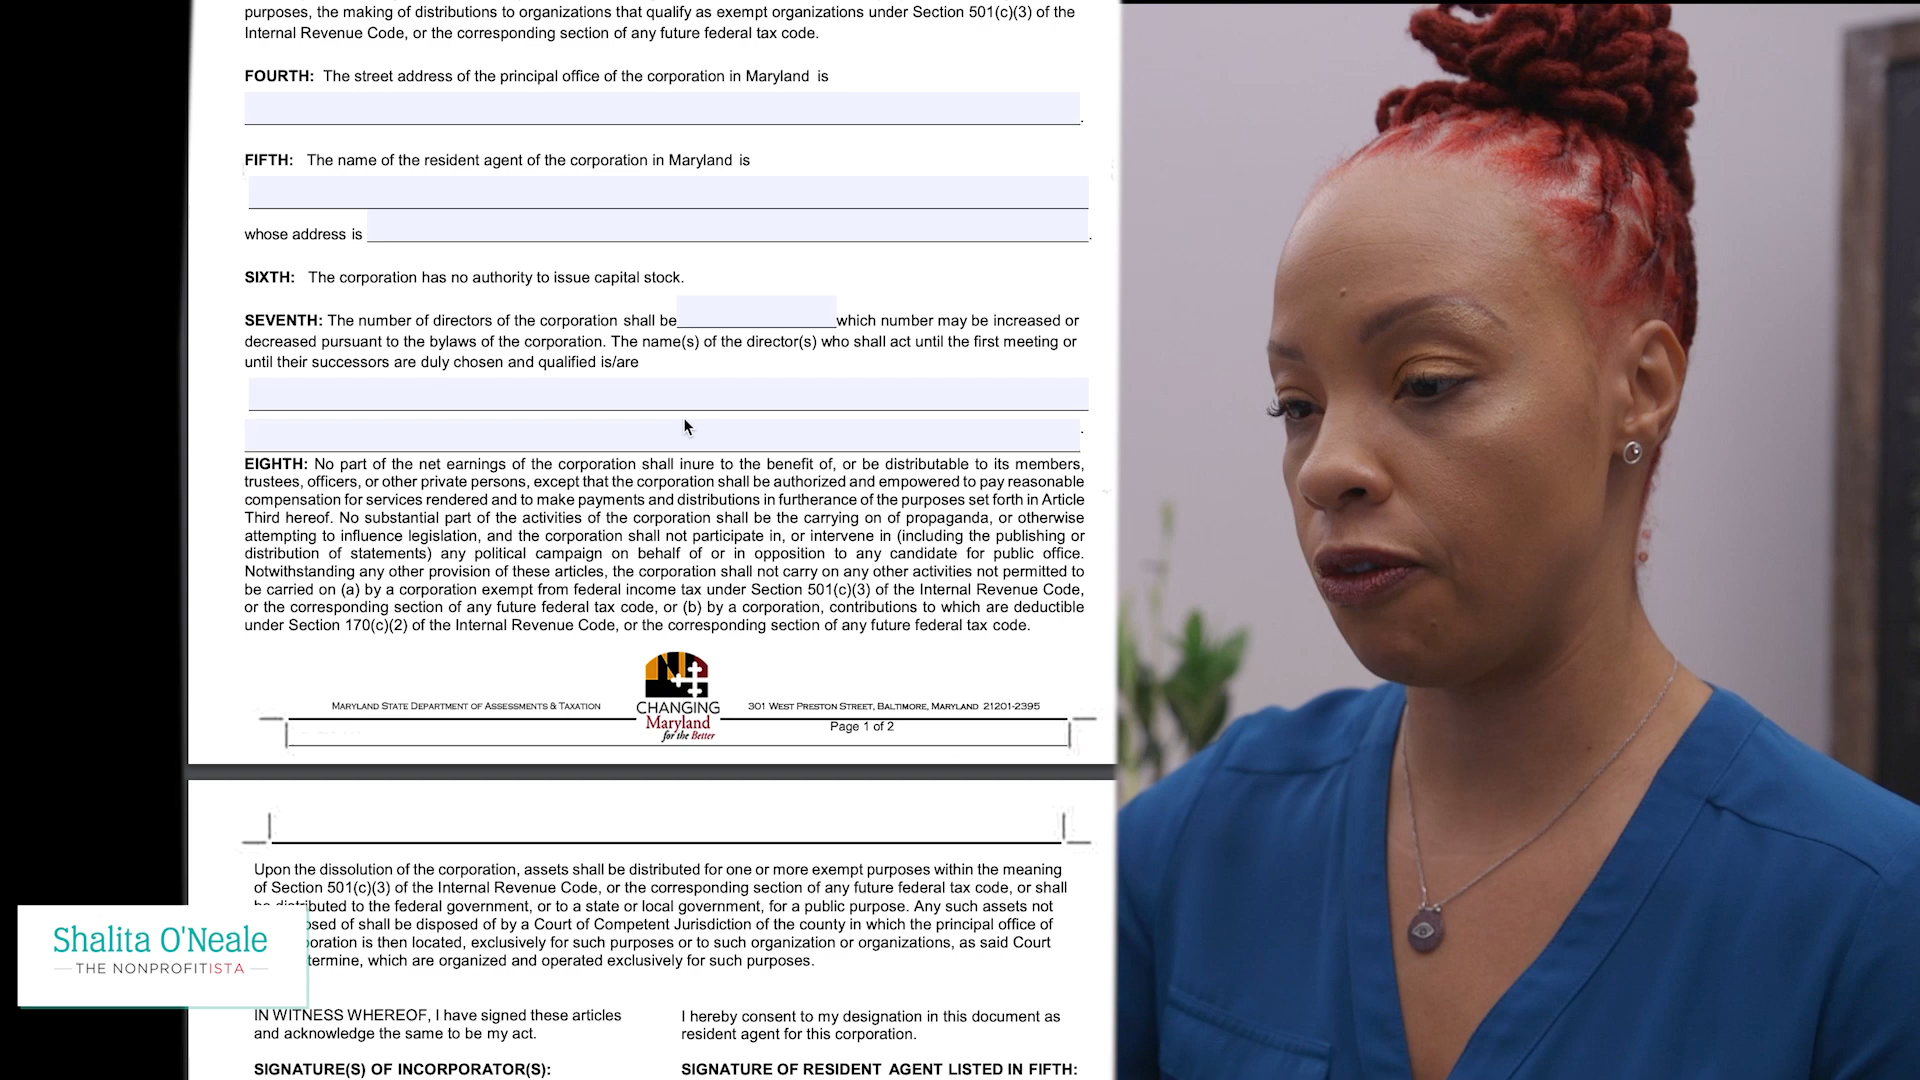 purposes, the making of distributions to organizations that qualify as exempt organizations under Section 501(c)(3) of the
Internal Revenue Code, or the corresponding section of any future federal tax code.
FOURTH: The street address of the principal office of the corporation in Maryland is
.
FIFTH: The name of the resident agent of the corporation in Maryland is
whose address is .
SIXTH: The corporation has no authority to issue capital stock.
SEVENTH: The number of directors of the corporation shall be which number may be increased or
decreased pursuant to the bylaws of the corporation. The name(s) of the director(s) who shall act until the first meeting or
until their successors are duly chosen and qualified is/are
.
EIGHTH: No part of the net earnings of the corporation shall inure to the benefit of, or be distributable to its members,
trustees, officers, or other private persons, except that the corporation shall be authorized and empowered to pay reasonable
compensation for services rendered and to make payments and distributions in furtherance of the purposes set forth in Article
Third hereof. No substantial part of the activities of the corporation shall be the carrying on of propaganda, or otherwise
attempting to influence legislation, and the corporation shall not participate in, or intervene in (including the publishing or
distribution of statements) any political campaign on behalf of or in opposition to any candidate for public office.
Notwithstanding any other provision of these articles, the corporation shall not carry on any other activities not permitted to
be carried on (a) by a corporation exempt from federal income tax under Section 501(c)(3) of the Internal Revenue Code,
or the corresponding section of any future federal tax code, or (b) by a corporation, contributions to which are deductible
under Section 170(c)(2) of the Internal Revenue Code, or the corresponding section of any future federal tax code.
MARYLAND STATE DEPARTMENT OF ASSESSMENTS & TAXATION
CHANGING
Maryland
for the Better
301 WEST PRESTON STREET, BALTIMORE, MARYLAND 21201-2395
Page 1 of 2
Upon the dissolution of the corporation, assets shall be distributed for one or more exempt purposes within the meaning
of Section 501(c)(3) of the Internal Revenue Code, or the corresponding section of any future federal tax code, or shall
be distributed to the federal government, or to a state or local government, for a public purpose. Any such assets not
osed of shall be disposed of by a Court of Competent Jurisdiction of the county in which the principal office of
poration is then located, exclusively for such purposes or to such organization or organizations, as said Court
termine, which are organized and operated exclusively for such purposes.
Shalita O'Neale
THE NONPROFITISTA
IN WITNESS WHEREOF, I have signed these articles
and acknowledge the same to be my act.
SIGNATURE(S) OF INCORPORATOR(S):
I hereby consent to my designation in this document as
resident agent for this corporation.
SIGNATURE OF RESIDENT AGENT LISTED IN FIFTH: